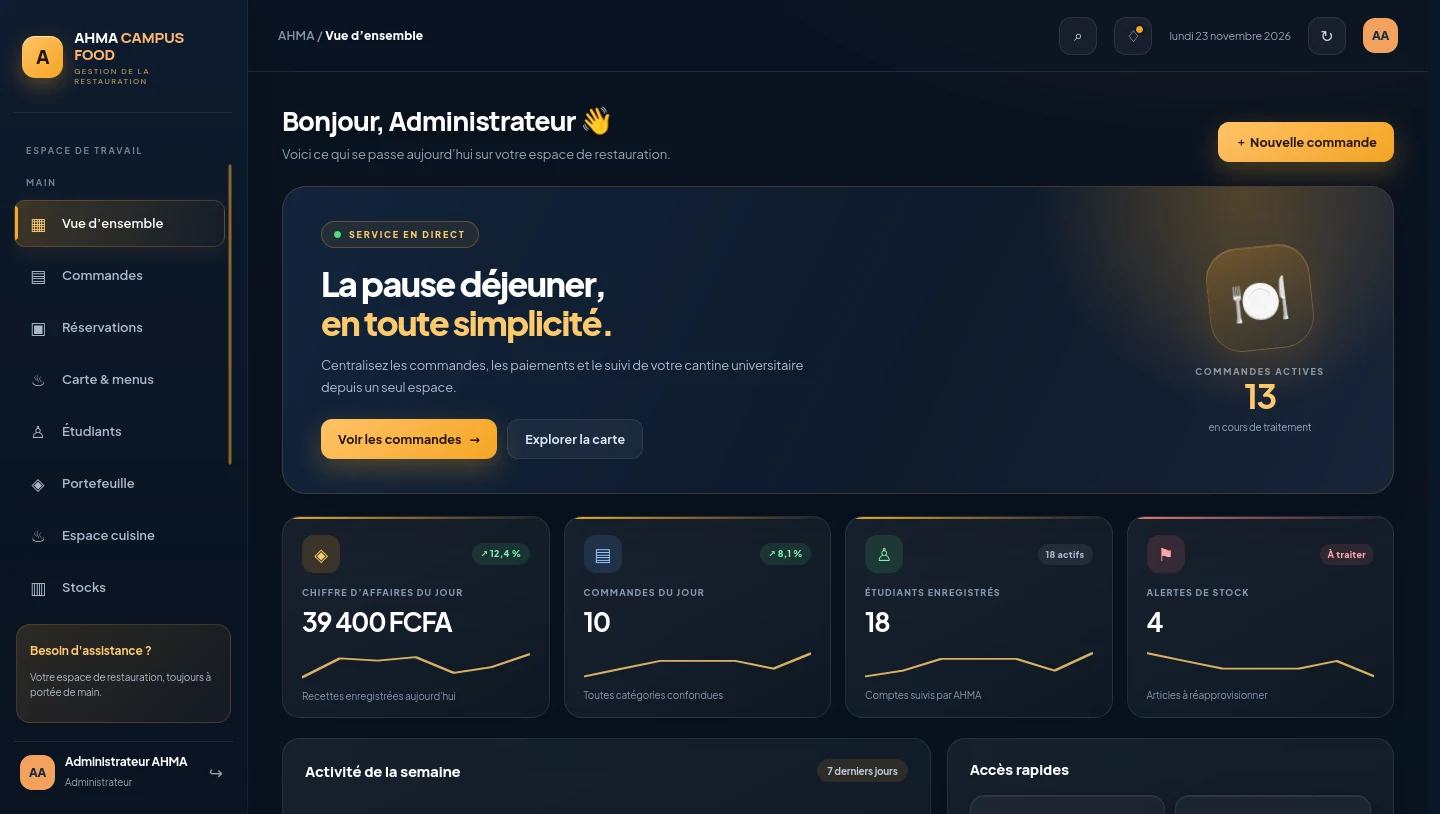 A
AHMA CAMPUS
FOOD
GESTION DE LA
RESTAURATION
ESPACE DE TRAVAIL
MAIN
Vue d’ensemble
Commandes
Réservations
Carte & menus
Étudiants
Portefeuille
Espace cuisine
Stocks
Besoin d'assistance ?
Votre espace de restauration, toujours à
portée de main.
AA
Administrateur AHMA
Administrateur
AHMA / Vue d’ensemble
lundi 23 novembre 2026
AA
Bonjour, Administrateur 👋
Voici ce qui se passe aujourd’hui sur votre espace de restauration.
+ Nouvelle commande
SERVICE EN DIRECT
La pause déjeuner,
en toute simplicité.
Centralisez les commandes, les paiements et le suivi de votre cantine universitaire
depuis un seul espace.
Voir les commandes →
Explorer la carte
COMMANDES ACTIVES
13
en cours de traitement
↗ 12,4 %
CHIFFRE D’AFFAIRES DU JOUR
39 400 FCFA
Recettes enregistrées aujourd’hui
↗ 8,1 %
COMMANDES DU JOUR
10
Toutes catégories confondues
18 actifs
ÉTUDIANTS ENREGISTRÉS
18
Comptes suivis par AHMA
À traiter
ALERTES DE STOCK
4
Articles à réapprovisionner
Activité de la semaine
7 derniers jours
Accès rapides